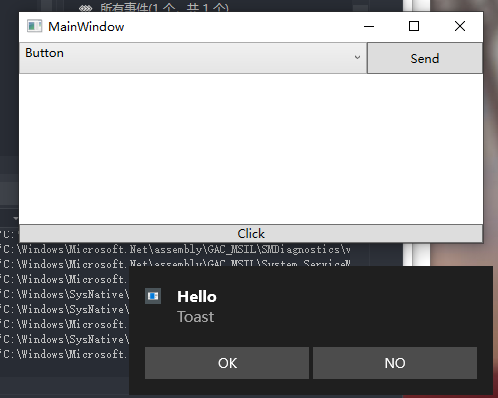 所有事件(1 个，共 1 个)
MainWindow
Button
Send
Click
"C:\
"C:\Windows\Microsoft.Net\assembly\GAC_MSIL\SMDiagnostics\v
"C:\Windows\Microsoft.Net\assembly\GAC_MSIL\System.ServiceM
"C:\Windows\Microsoft.
"C:\Windows\SysNative\
"C:\Windows\SysNative\
"C:\Windows\Microsoft.
"C:\Windows\SysNative\
"C:\Windows\Microsoft.
Hello
Toast
OK
NO